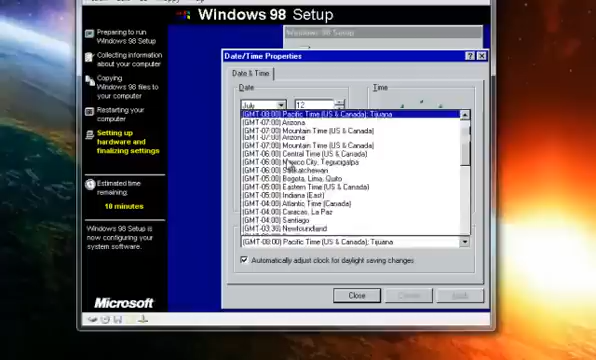 Windows 98 Setup
Preparing to run
Windows 98 Setup
Collecting information
about your computer
Copying
Windows 98 files to
your computer
Restarting your
computer
Setting up
hardware and
finalizing settings
Estimated time
remaining:
10 minutes
Windows 98 Setup is
now configuring your
system software.
Microsoft
Windows 98 Setup
Date/Time Properties
Date & Time
Date
Time
July
12
(GMT-08:00) Pacific Time (US & Canada); Tijuana
(GMT-07:00) Arizona
(GMT-07:00) Mountain Time (US & Canada)
(GMT-07:00) Arizona
(GMT-07:00) Mountain Time (US & Canada)
(GMT-06:00) Central Time (US & Canada)
(GMT-06:00) Mexico City, Tegucigalpa
(GMT-06:00) Saskatchewan
(GMT-05:00) Bogota, Lima, Quito
(GMT-05:00) Eastern Time (US & Canada)
(GMT-05:00) Indiana (East)
(GMT-04:00) Atlantic Time (Canada)
(GMT-04:00) Caracas, La Paz
(GMT-04:00) Santiago
(GMT-03:30) Newfoundland
(GMT-08:00) Pacific Time (US & Canada); Tijuana
Automatically adjust clock for daylight saving changes
Close
Cancel
Apply